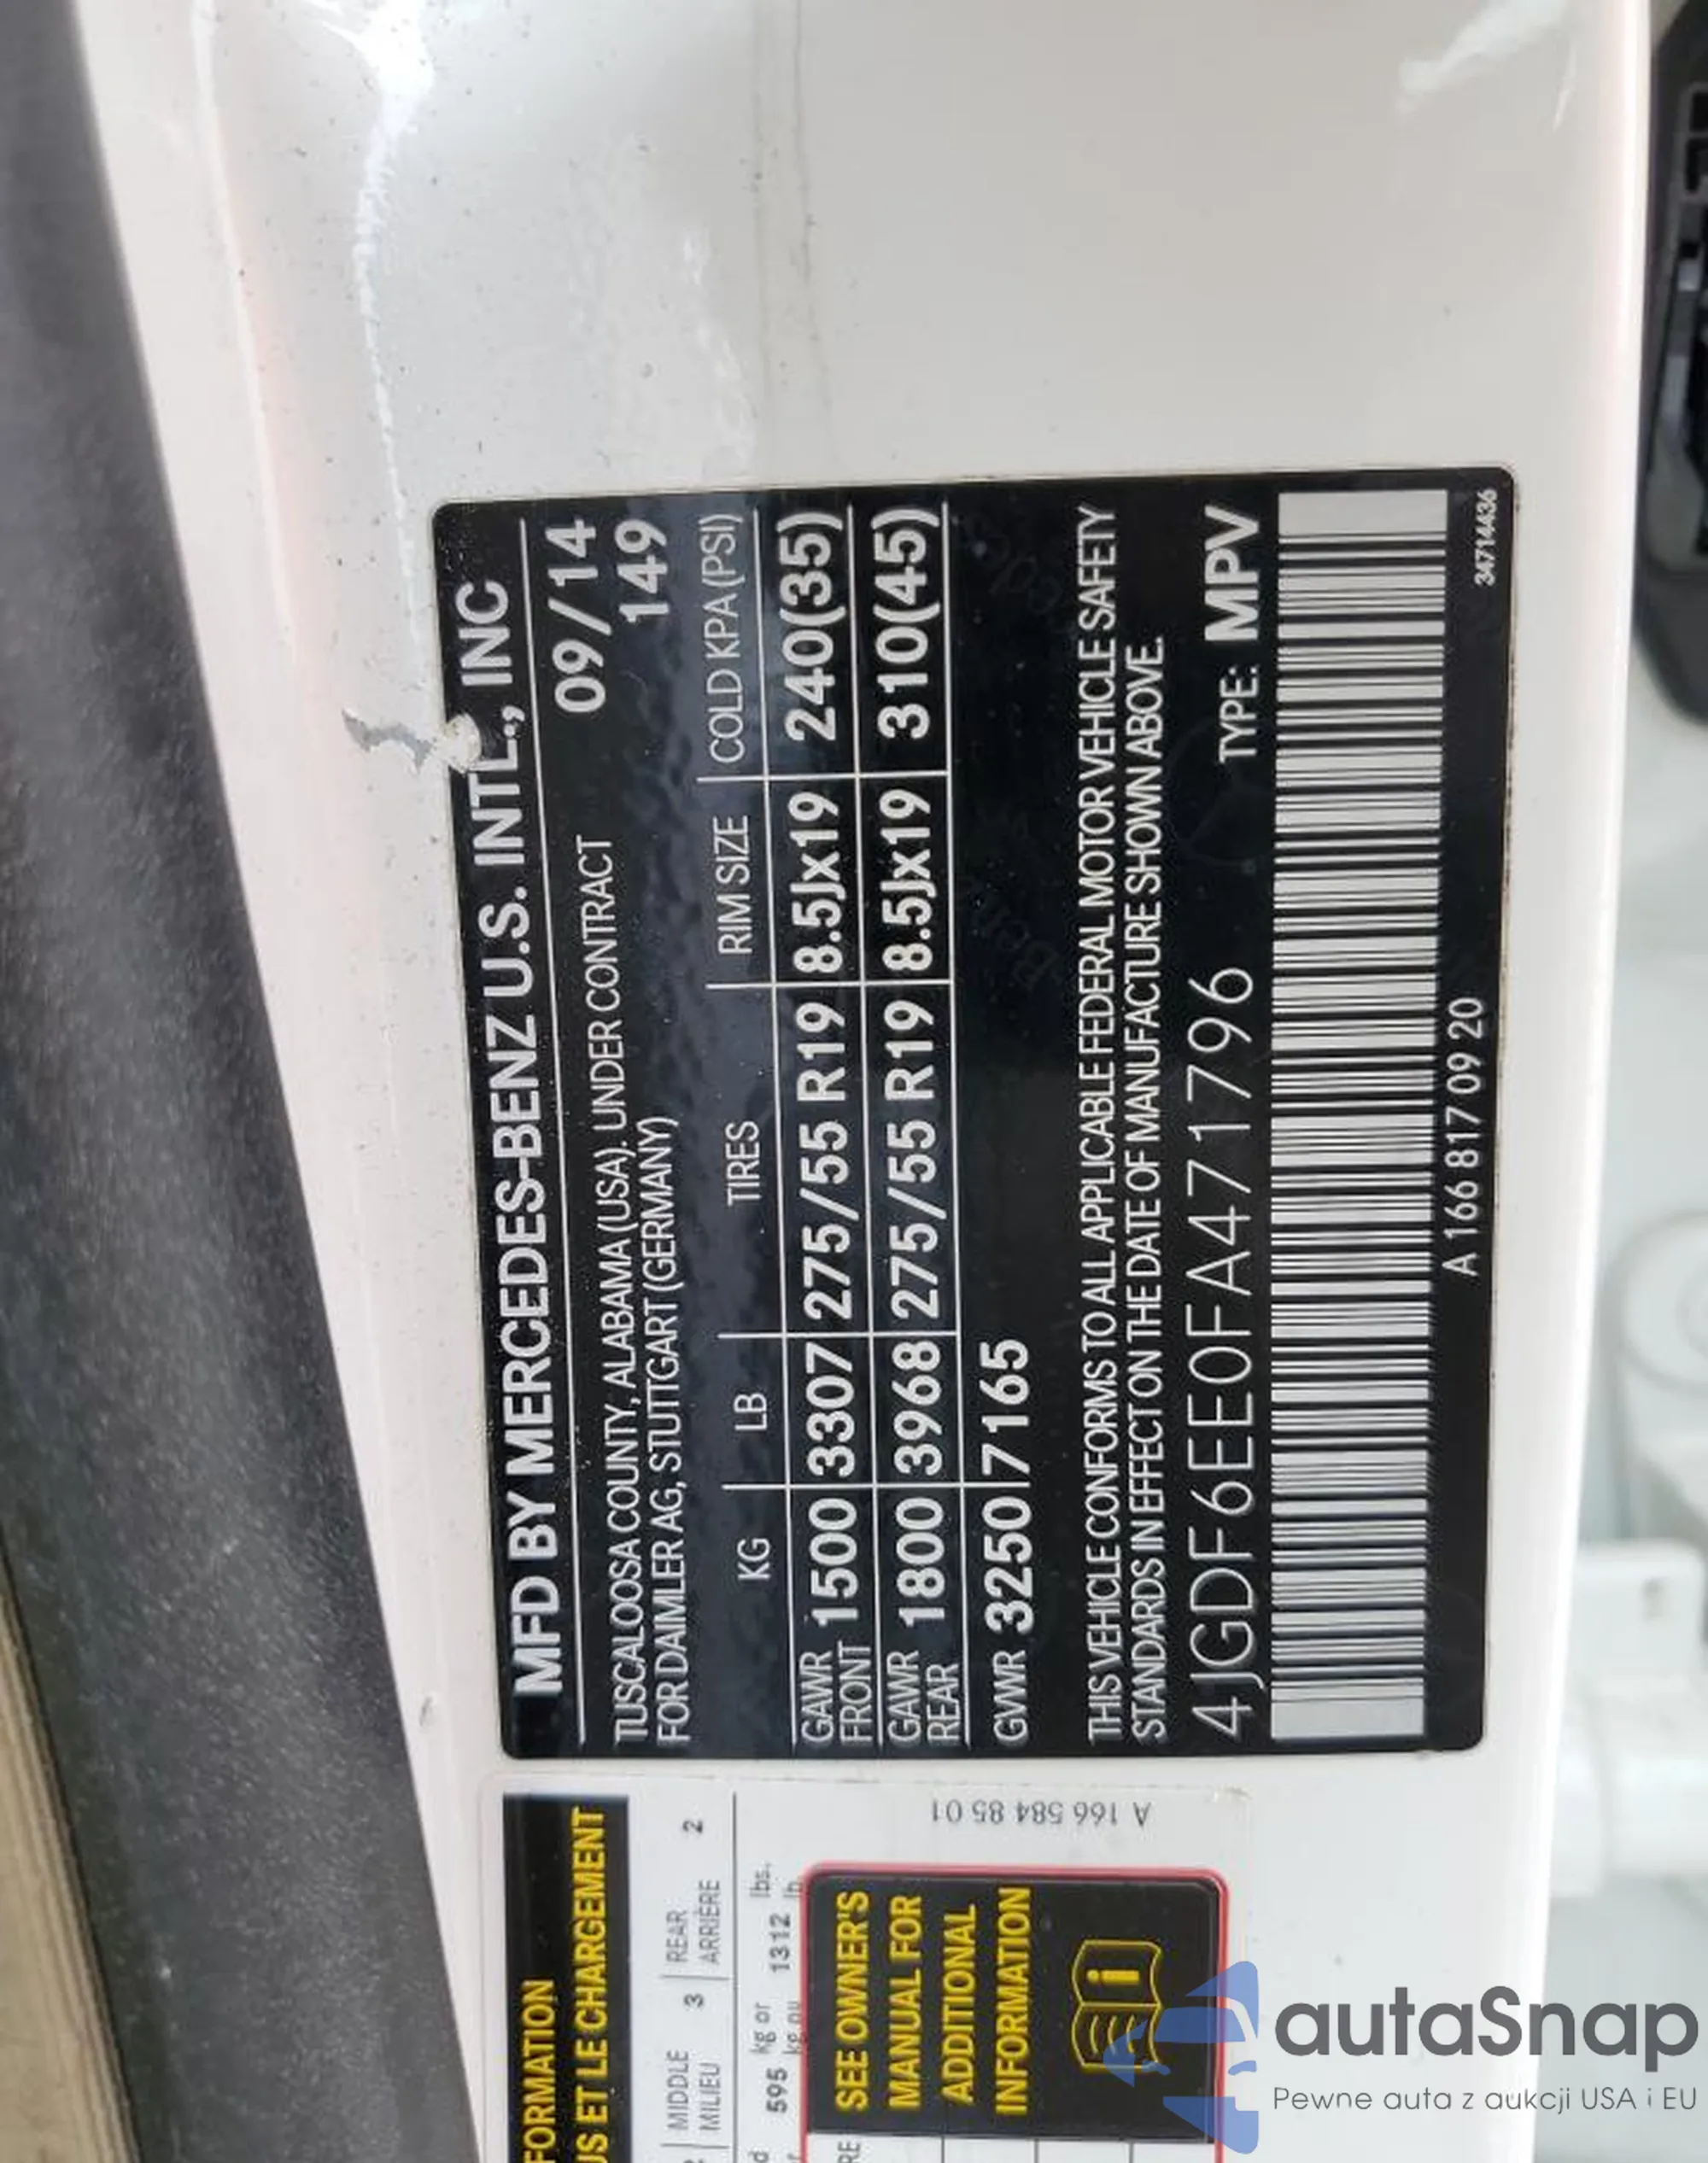 MFD BY MERCEDES-BENZ U.S. INTL., INC
TUSCALOOSA COUNTY, ALABAMA (USA). UNDER CONTRACT 09/14
FOR DAIMLER AG, STUTTGART (GERMANY) 149
KG LB TIRES RIM SIZE COLD KPA (PSI)
GAWR FRONT 1500 3307 275/55 R19 8.5Jx19 240(35)
GAWR REAR 1800 3968 275/55 R19 8.5Jx19 310(45)
GVWR 3250 7165
THIS VEHICLE CONFORMS TO ALL APPLICABLE FEDERAL MOTOR VEHICLE SAFETY
STANDARDS IN EFFECT ON THE DATE OF MANUFACTURE SHOWN ABOVE.
4JGDF6EE0FA471796 TYPE: MPV
A 166 817 09 20
34714436
FORMATION
ET LE CHARGEMENT
MIDDLE 3 REAR 2
MILIEU ARRIÈRE
595 kg or 1312 lbs.
kg ou lb
A 166 584 85 01
SEE OWNER'S
MANUAL FOR
ADDITIONAL
INFORMATION
i
autaSnap
Pewne auta z aukcji USA i EU